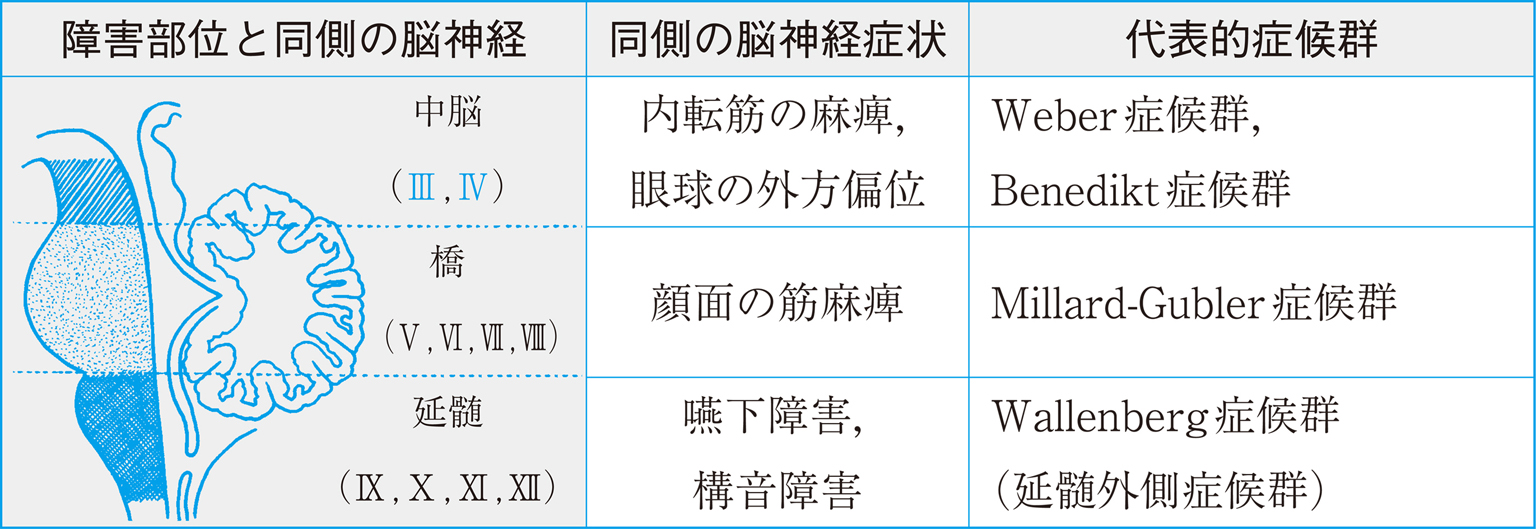 障害部位と同側の脳神経
同側の脳神経症状
代表的症候群
中脳
(Ⅲ,Ⅳ)
内転筋の麻痺,
眼球の外方偏位
Weber症候群,
Benedikt症候群
橋
(Ⅴ,Ⅵ,Ⅶ,Ⅷ)
顔面の筋麻痺
Millard-Gubler症候群
延髄
(Ⅸ,Ⅹ,Ⅺ,Ⅻ)
嚥下障害,
構音障害
Wallenberg症候群
(延髄外側症候群)